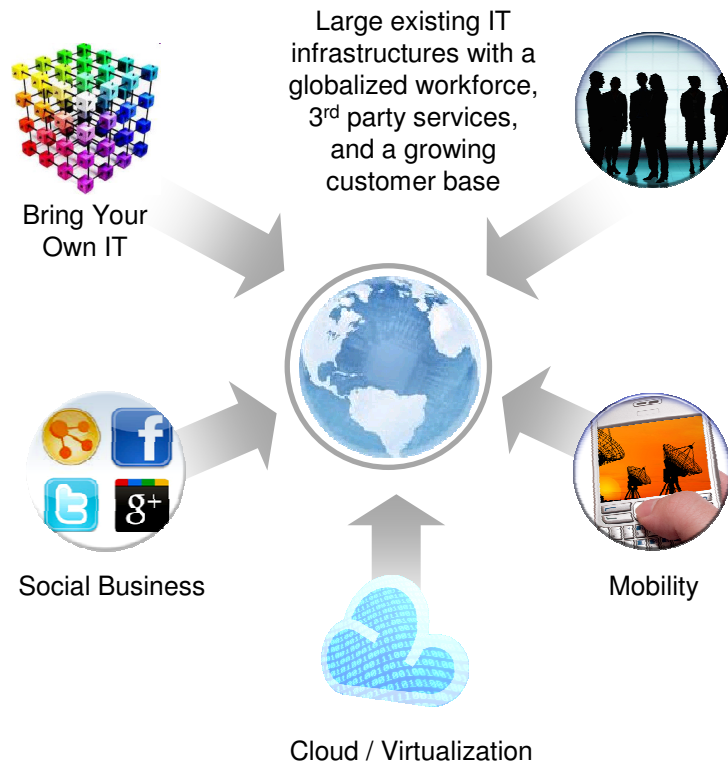 Large existing IT
infrastructures with a
globalized workforce,
3rd party services,
and a growing
customer base
Bring Your
Own IT
f
t
g+
Social Business
Mobility
Cloud / Virtualization